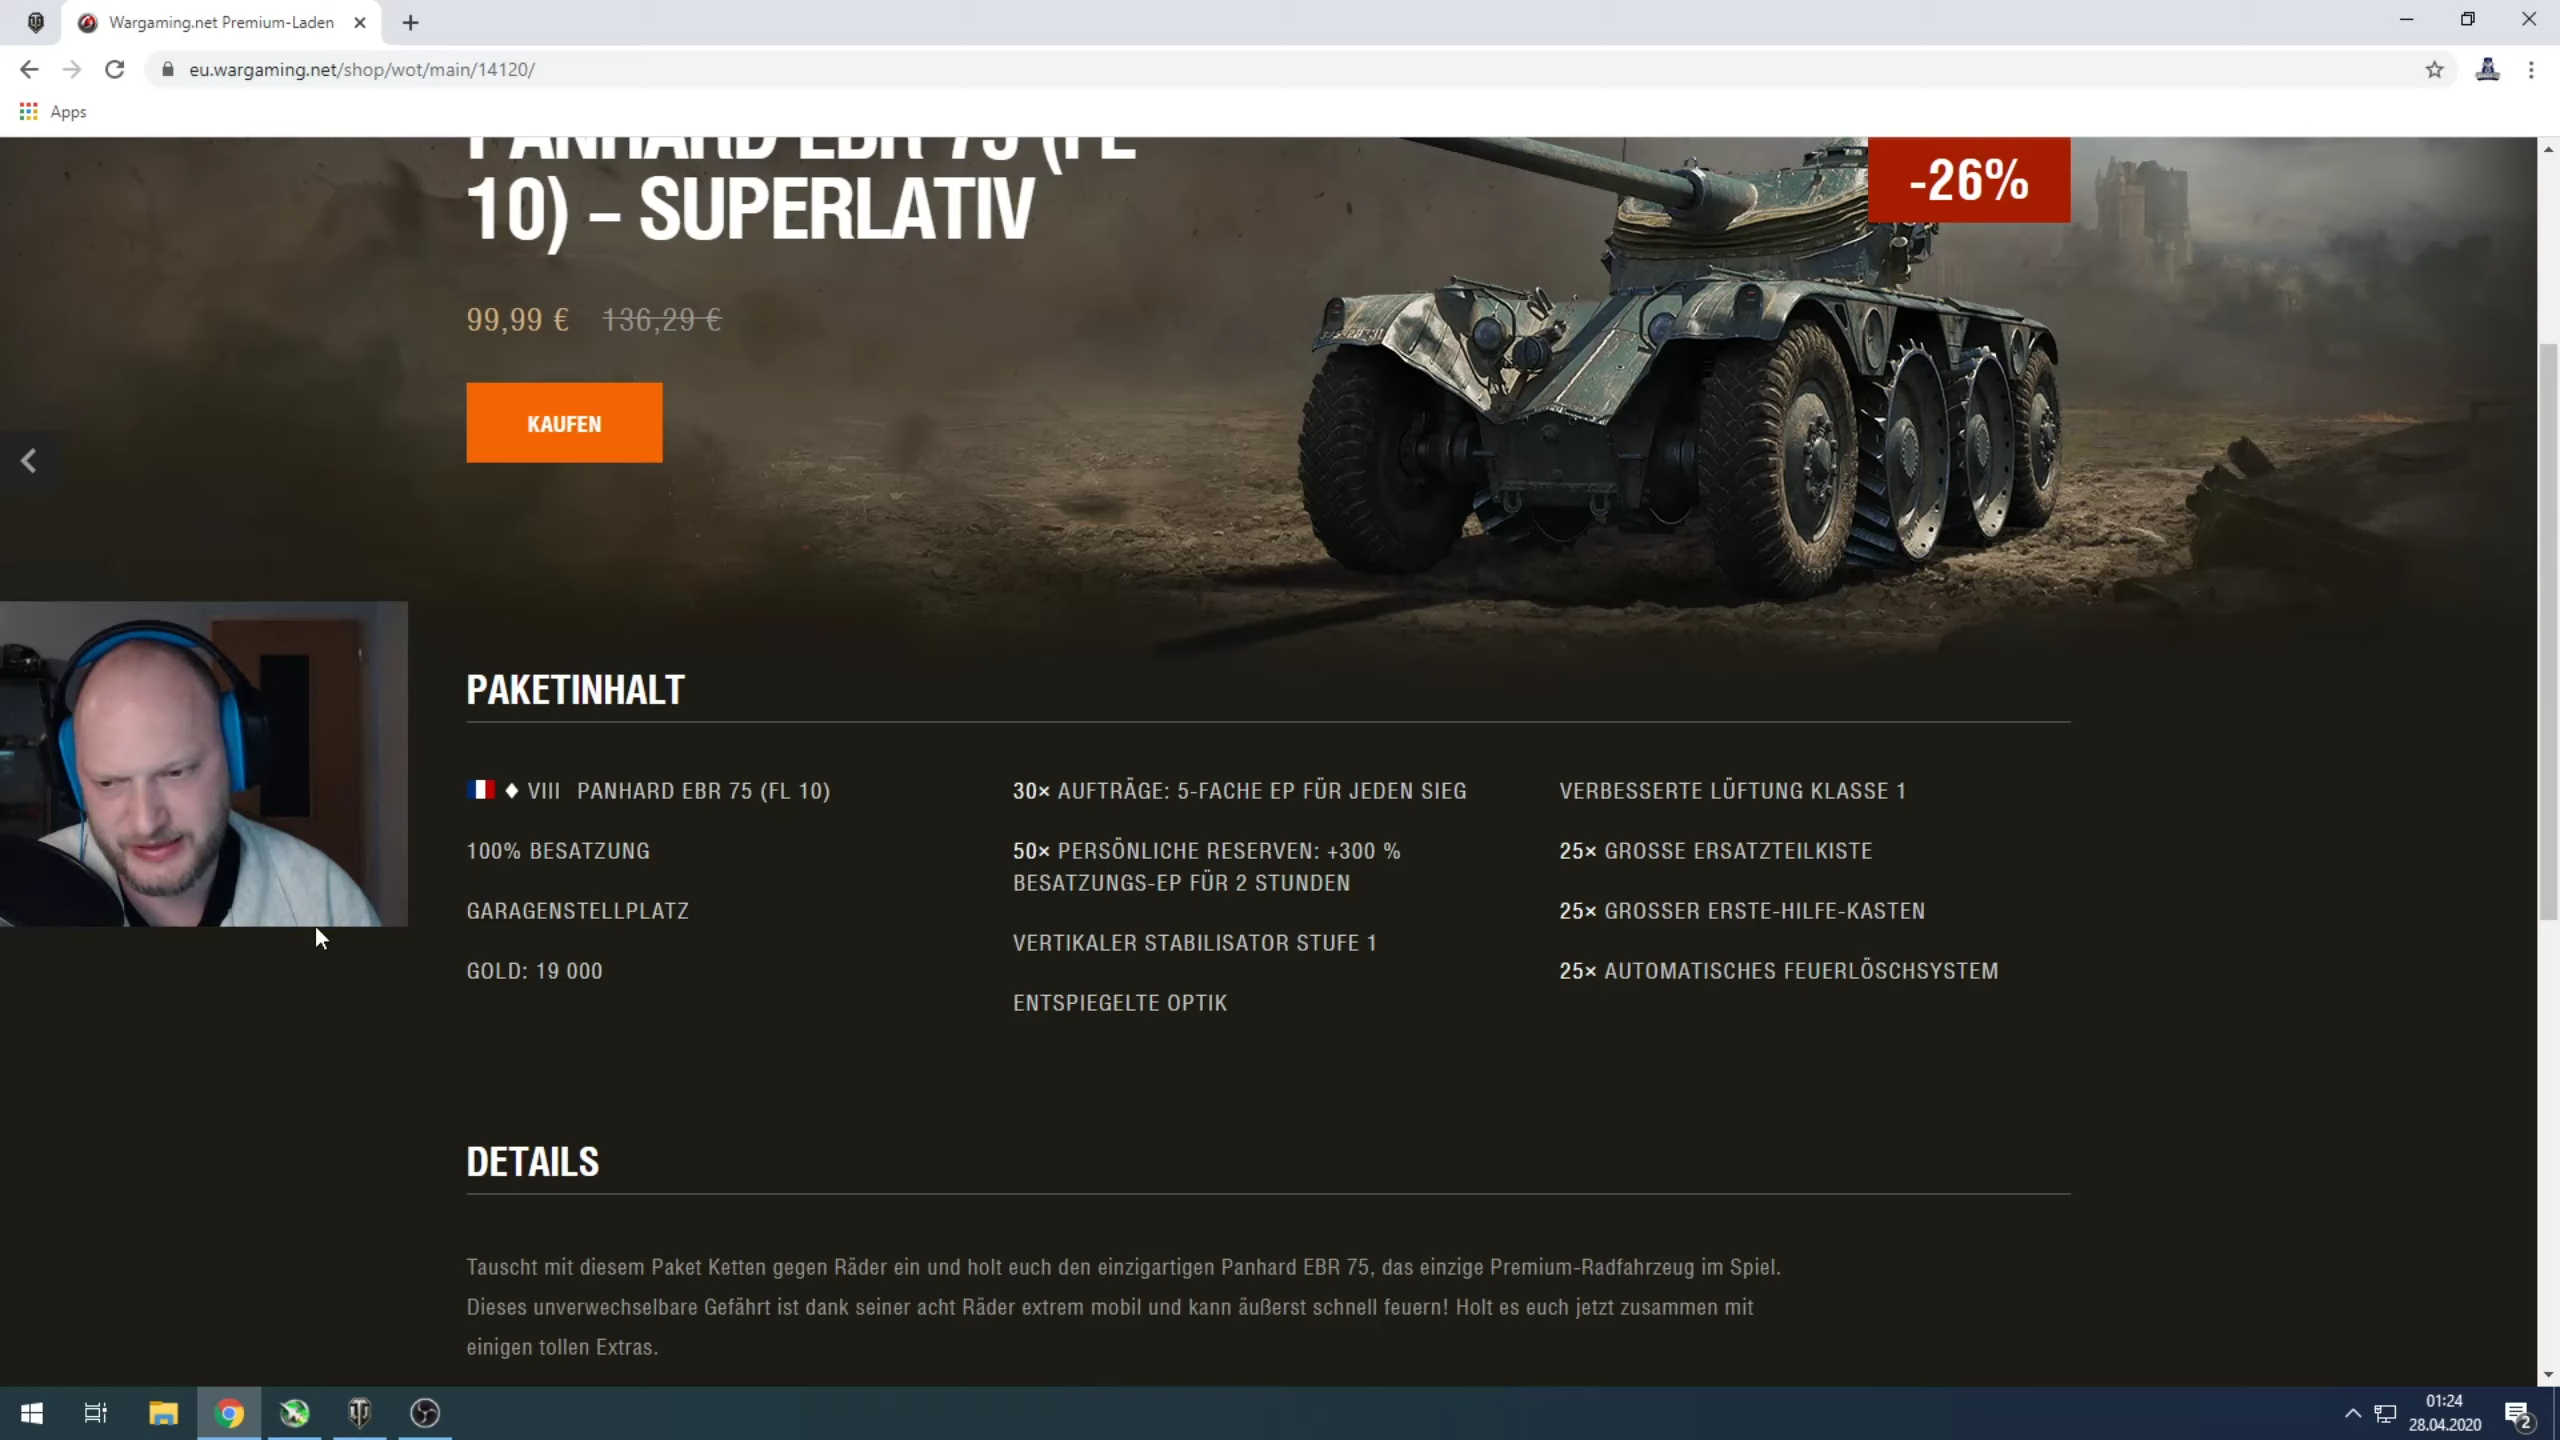 Wargaming.net Premium-Laden
eu.wargaming.net/shop/wot/main/14120/
Apps
PANHARD EBR 75 (FL
10) – SUPERLATIV
-26%
99,99 € 136,29 €
KAUFEN
PAKETINHALT
VIII PANHARD EBR 75 (FL 10)
100% BESATZUNG
GARAGENSTELLPLATZ
GOLD: 19 000
30× AUFTRÄGE: 5-FACHE EP FÜR JEDEN SIEG
50× PERSÖNLICHE RESERVEN: +300 %
BESATZUNGS-EP FÜR 2 STUNDEN
VERTIKALER STABILISATOR STUFE 1
ENTSPIEGELTE OPTIK
VERBESSERTE LÜFTUNG KLASSE 1
25× GROSSE ERSATZTEILKISTE
25× GROSSER ERSTE-HILFE-KASTEN
25× AUTOMATISCHES FEUERLÖSCHSYSTEM
DETAILS
Tauscht mit diesem Paket Ketten gegen Räder ein und holt euch den einzigartigen Panhard EBR 75, das einzige Premium-Radfahrzeug im Spiel.
Dieses unverwechselbare Gefährt ist dank seiner acht Räder extrem mobil und kann äußerst schnell feuern! Holt es euch jetzt zusammen mit
einigen tollen Extras.
01:24
28.04.2020
2